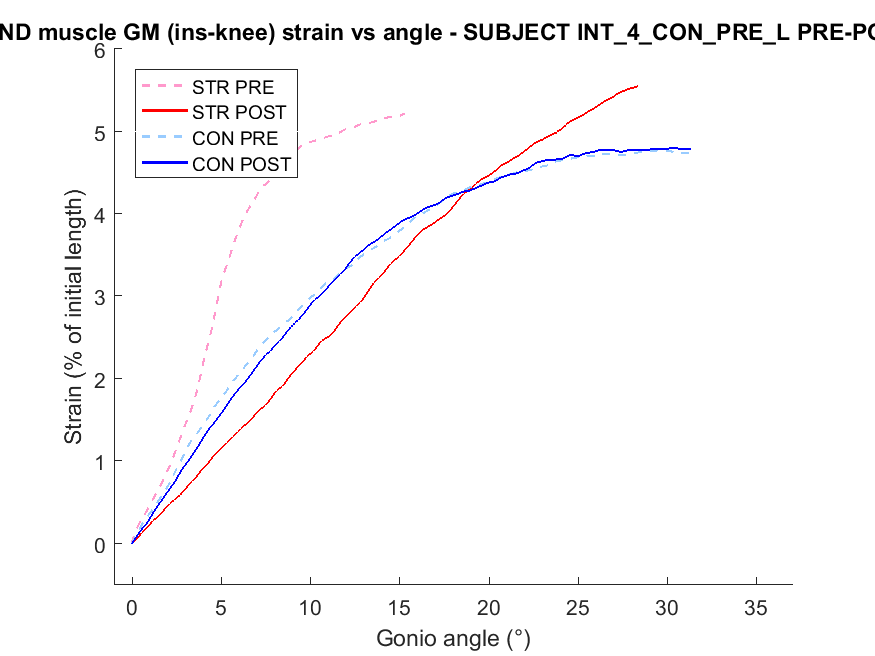 ND muscle GM (ins-knee) strain vs angle - SUBJECT INT_4_CON_PRE_L PRE-PO
STR PRE
STR POST
CON PRE
CON POST
6
5
4
3
2
1
0
Strain (% of initial length)
0 5 10 15 20 25 30 35
Gonio angle (°)